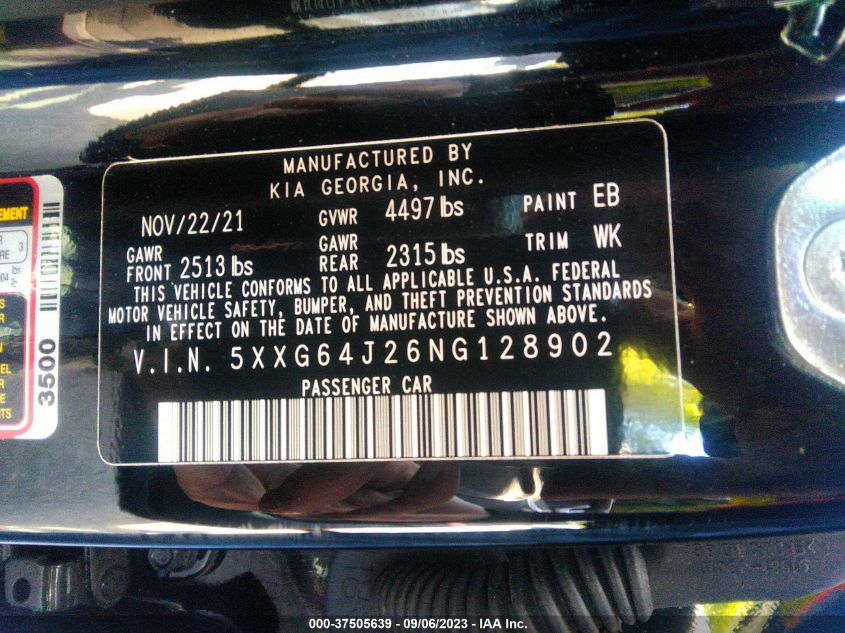 MANUFACTURED BY
KIA GEORGIA, INC.
NOV/22/21 GVWR 4497 lbs PAINT EB
GAWR FRONT 2513 lbs GAWR REAR 2315 lbs TRIM WK
THIS VEHICLE CONFORMS TO ALL APPLICABLE U.S.A. FEDERAL
MOTOR VEHICLE SAFETY, BUMPER, AND THEFT PREVENTION STANDARDS
IN EFFECT ON THE DATE OF MANUFACTURE SHOWN ABOVE.
V.I.N. 5XXG64J26NG128902
PASSENGER CAR
3500
000-37505639 - 09/06/2023 - IAA Inc.